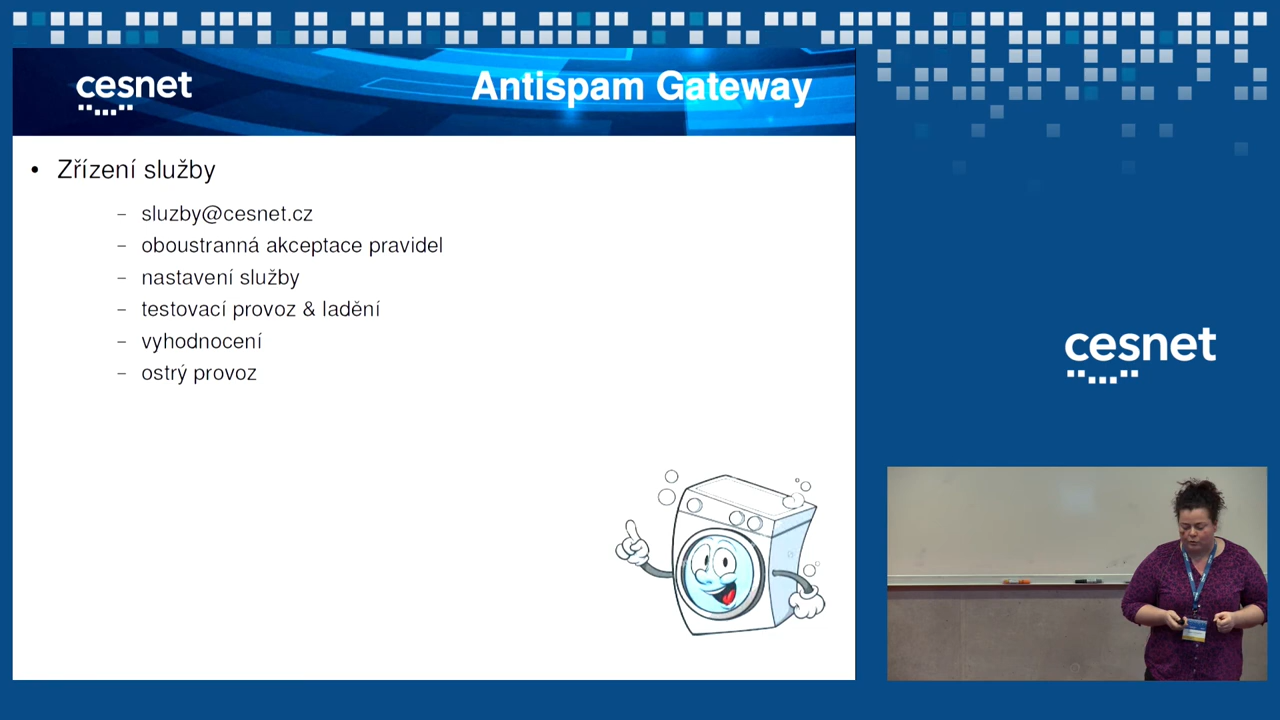 cesnet
Antispam Gateway
• Zřízení služby
– sluzby@cesnet.cz
– oboustranná akceptace pravidel
– nastavení služby
– testovací provoz & ladění
– vyhodnocení
– ostrý provoz
cesnet